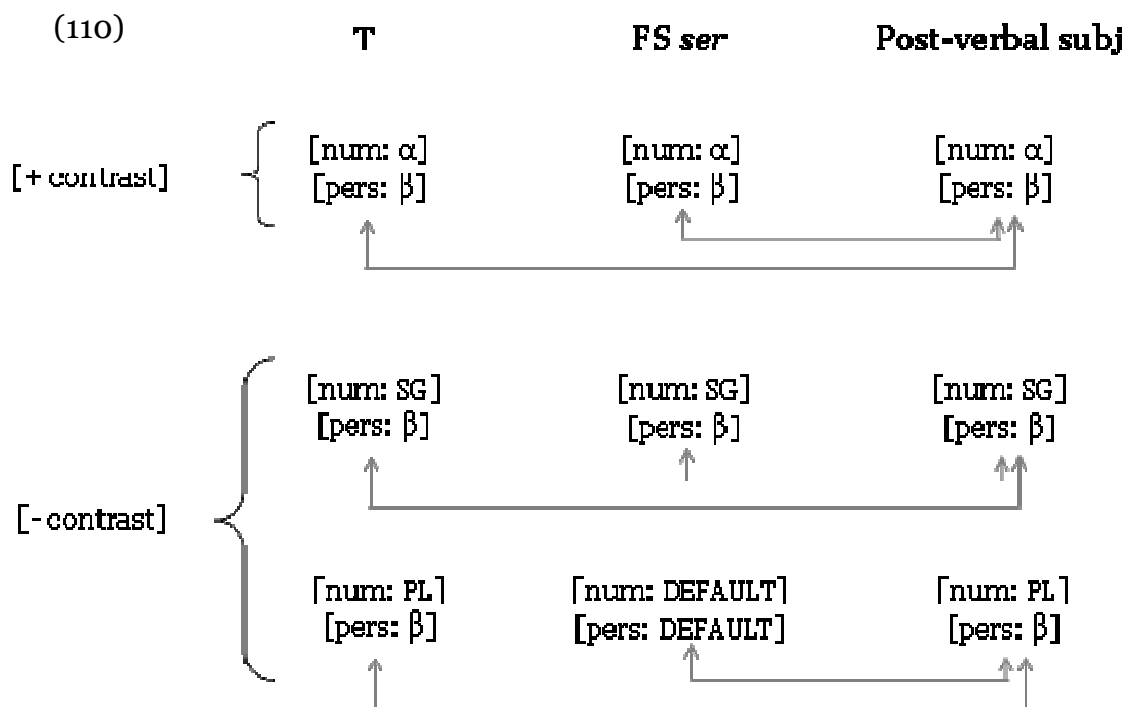 (110)
T FS ser Post-verbal subj
[num: α] [num: α] [num: α]
[+contrast]
[pers: β] [pers: β] [pers: β]
[num: SG] [num: SG] [num: SG]
[pers: β] [pers: β] [pers: β]
[-contrast]
[num: PL] [num: DEFAULT] [num: PL]
[pers: β] [pers: DEFAULT] [pers: β]